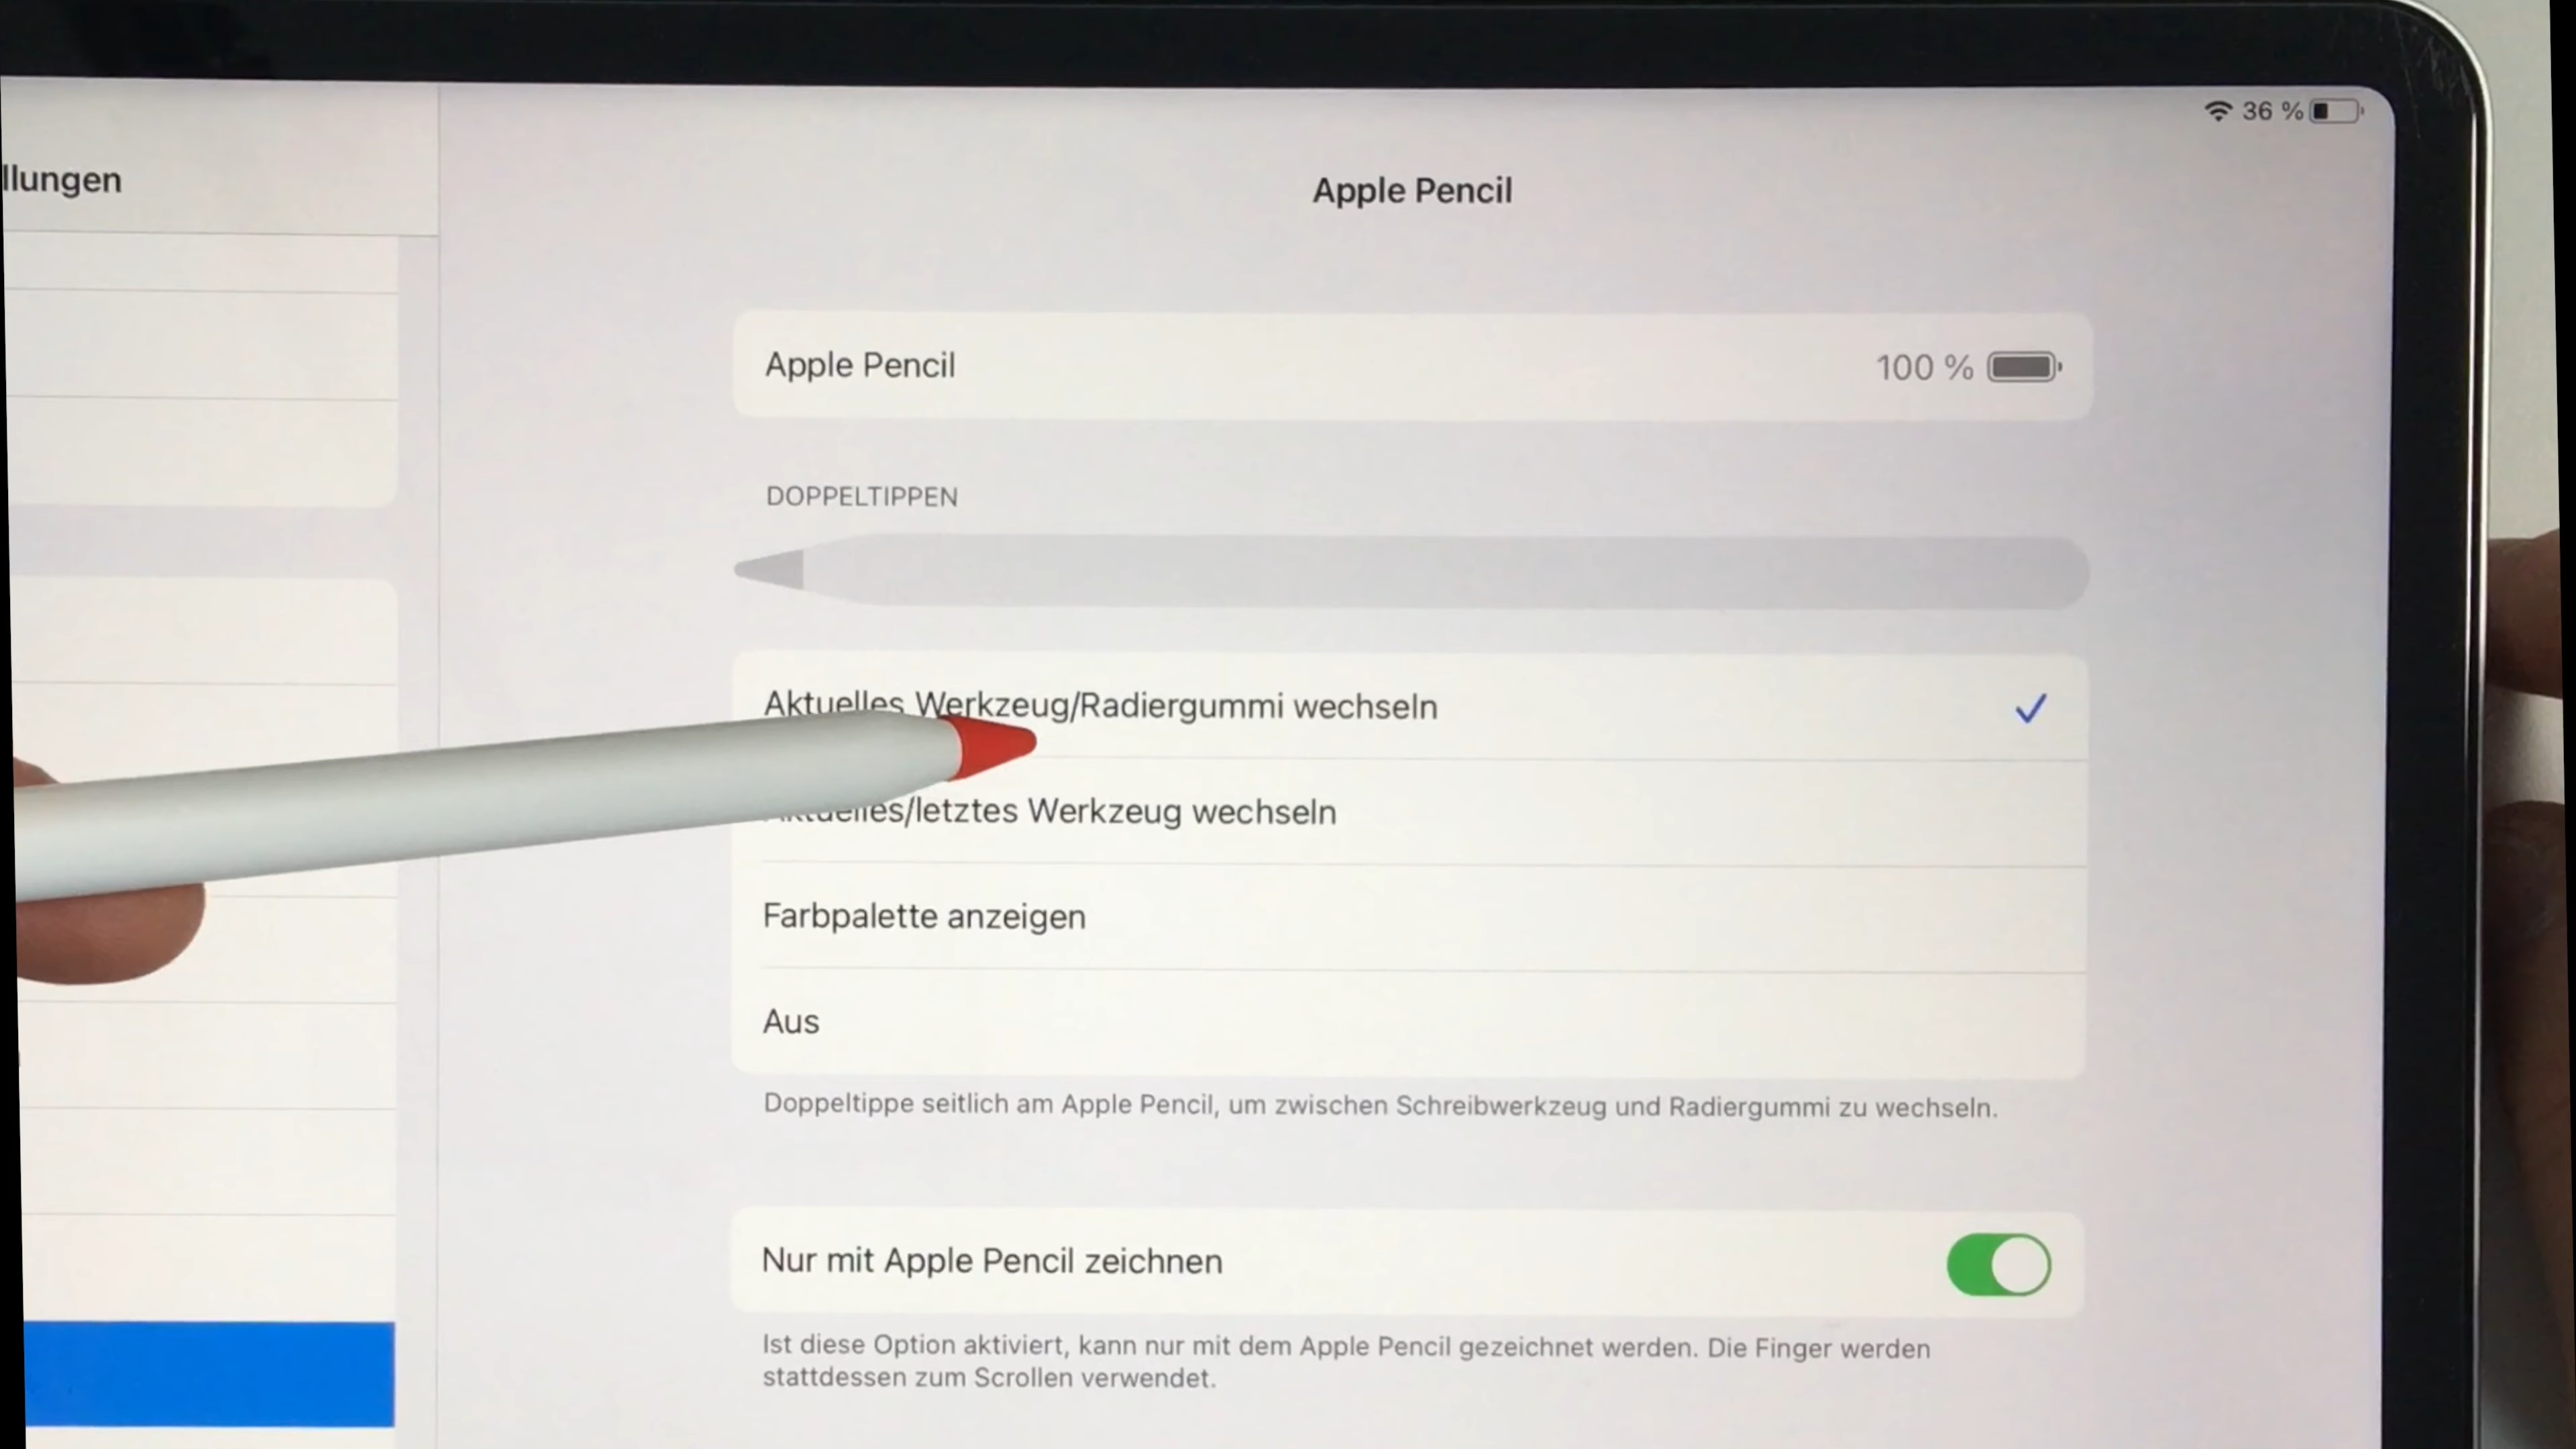 36 %
llungen
Apple Pencil
Apple Pencil
100 %
DOPPELTIPPEN
Aktuelles Werkzeug/Radiergummi wechseln
Aktuelles/letztes Werkzeug wechseln
Farbpalette anzeigen
Aus
Doppeltippe seitlich am Apple Pencil, um zwischen Schreibwerkzeug und Radiergummi zu wechseln.
Nur mit Apple Pencil zeichnen
Ist diese Option aktiviert, kann nur mit dem Apple Pencil gezeichnet werden. Die Finger werden
stattdessen zum Scrollen verwendet.